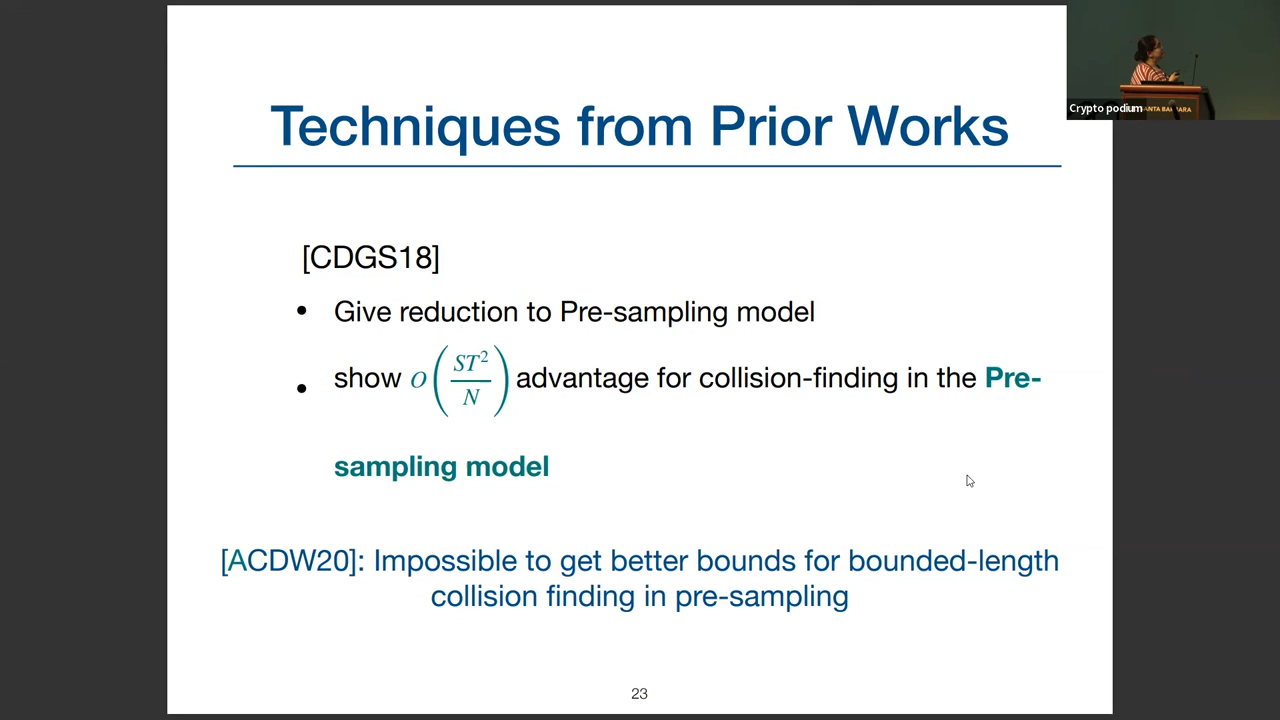 Techniques from Prior Works
Crypto podium
[CDGS18]
• Give reduction to Pre-sampling model
• show O(ST²/N) advantage for collision-finding in the Pre-
sampling model
[ACDW20]: Impossible to get better bounds for bounded-length
collision finding in pre-sampling
23